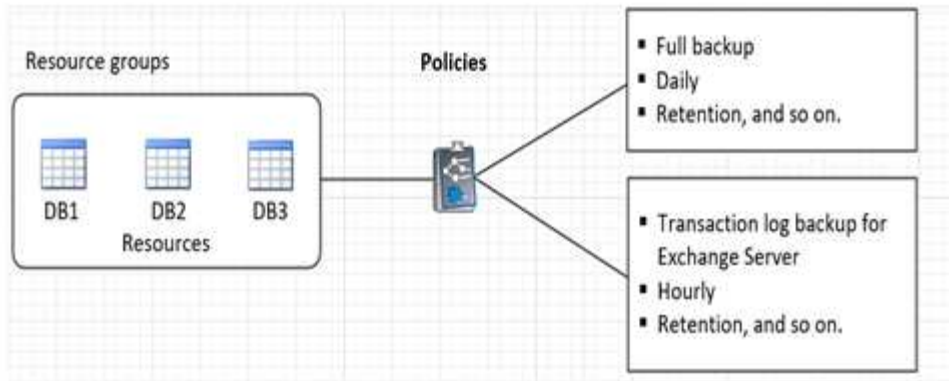 Resource groups
DB1
DB2
DB3
Resources
Policies
▪ Full backup
▪ Daily
▪ Retention, and so on.
▪ Transaction log backup for
Exchange Server
▪ Hourly
▪ Retention, and so on.